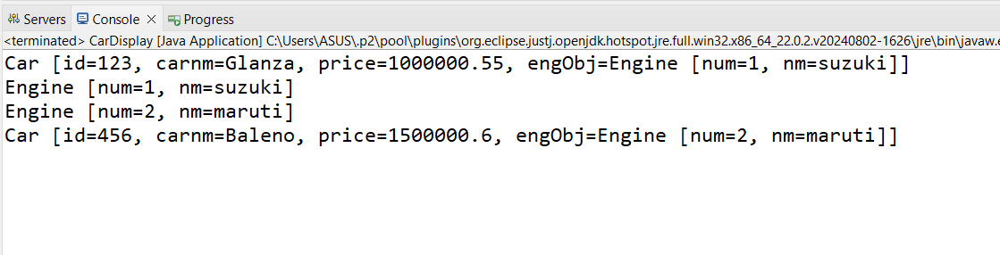 Servers Console Progress
<terminated> CarDisplay [Java Application] C:\Users\ASUS\.p2\pool\plugins\org.eclipse.justj.openjdk.hotspot.jre.full.win32.x86_64_22.0.2.v20240802-1626\jre\bin\javaw.e
Car [id=123, carnm=Glanza, price=1000000.55, engObj=Engine [num=1, nm=suzuki]]
Engine [num=1, nm=suzuki]
Engine [num=2, nm=maruti]
Car [id=456, carnm=Baleno, price=1500000.6, engObj=Engine [num=2, nm=maruti]]